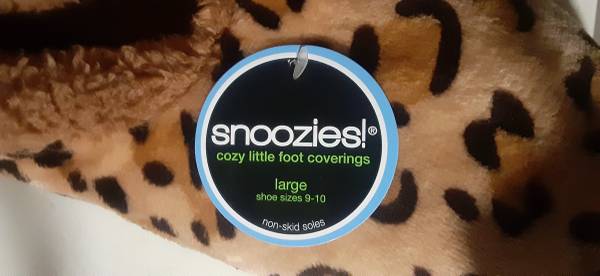 snoozies!®
cozy little foot coverings
large
shoe sizes 9-10
non-skid soles